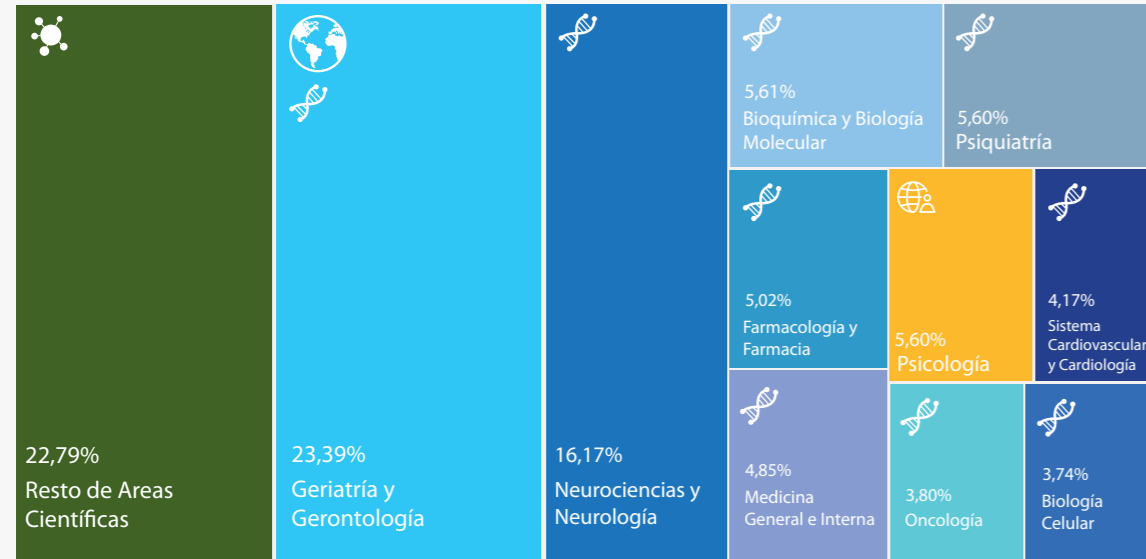 22,79%
Resto de Areas
Científicas
23,39%
Geriatría y
Gerontología
16,17%
Neurociencias y
Neurología
5,61%
Bioquímica y Biología
Molecular
5,60%
Psiquiatría
5,02%
Farmacología y
Farmacia
5,60%
Psicología
4,17%
Sistema
Cardiovascular
y Cardiología
4,85%
Medicina
General e Interna
3,80%
Oncología
3,74%
Biología
Celular